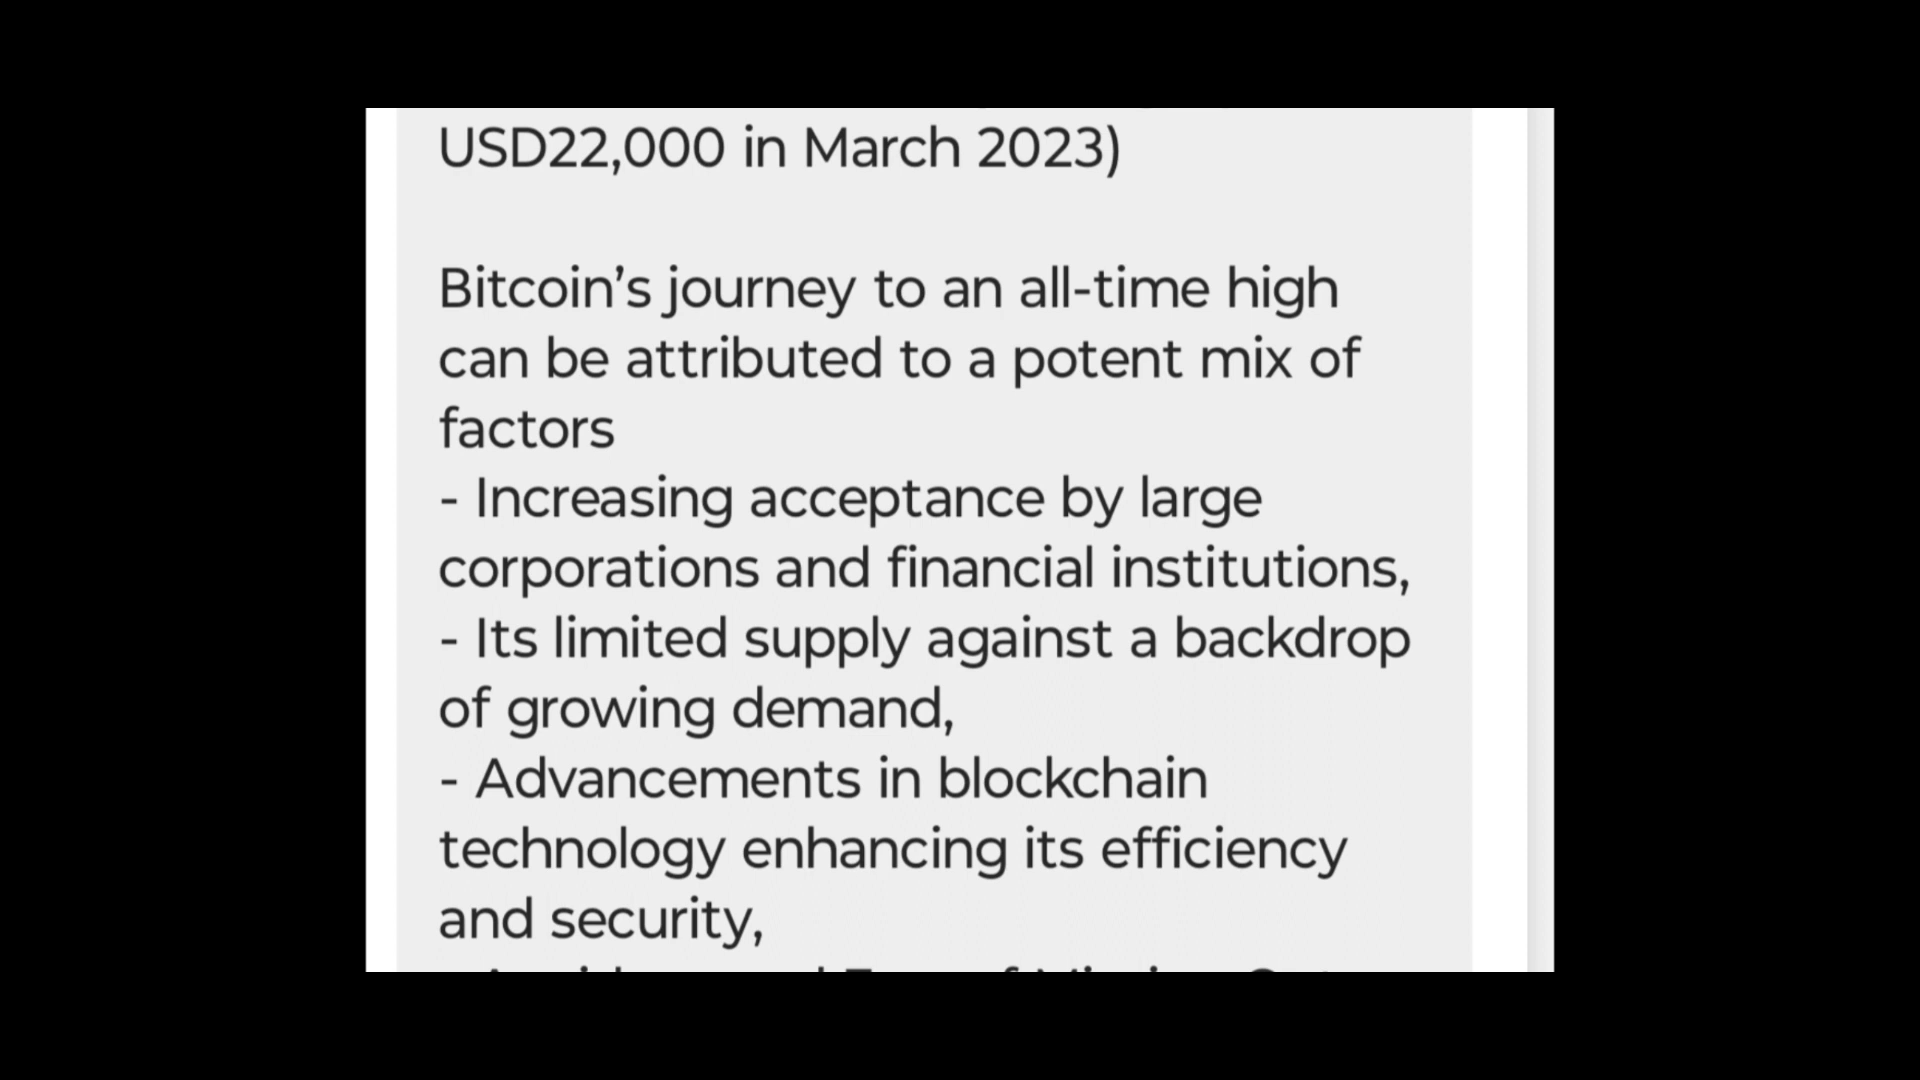 USD22,000 in March 2023)
Bitcoin’s journey to an all-time high
can be attributed to a potent mix of
factors
- Increasing acceptance by large
corporations and financial institutions,
- Its limited supply against a backdrop
of growing demand,
- Advancements in blockchain
technology enhancing its efficiency
and security,